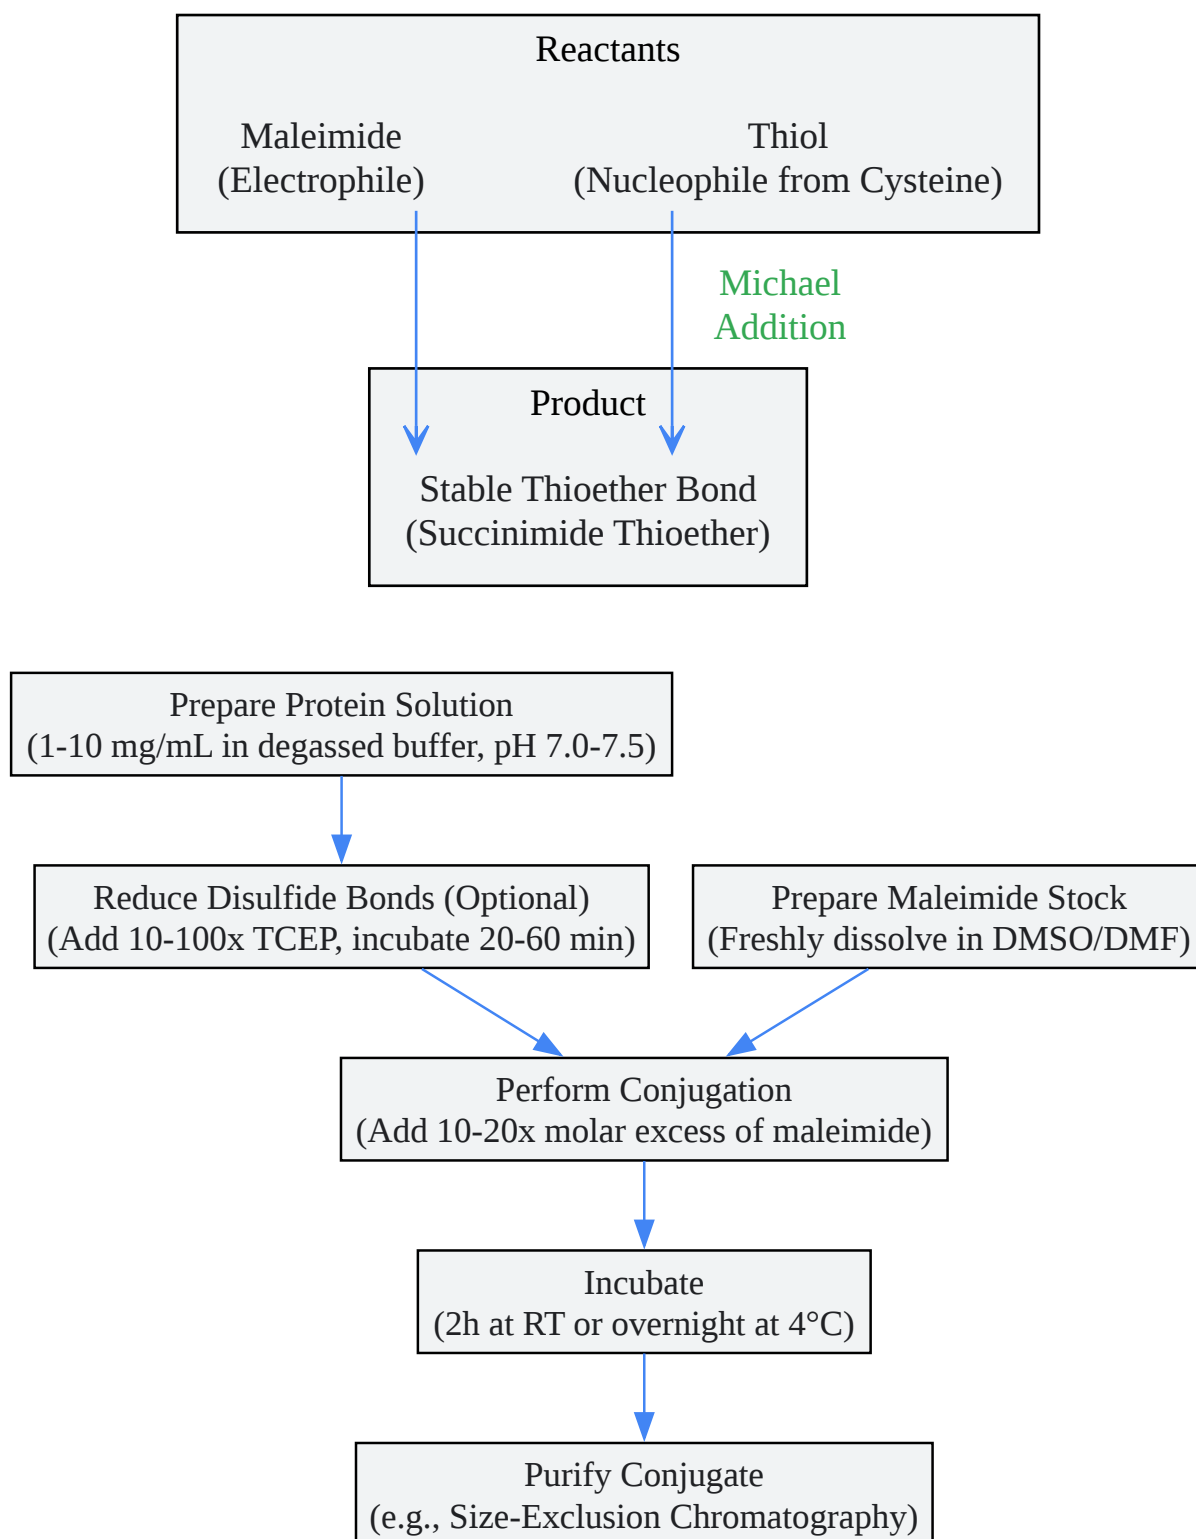 Reactants
Maleimide
(Electrophile)
Thiol
(Nucleophile from Cysteine)
Michael
Addition
Product
Stable Thioether Bond
(Succinimide Thioether)
Prepare Protein Solution
(1-10 mg/mL in degassed buffer, pH 7.0-7.5)
Reduce Disulfide Bonds (Optional)
(Add 10-100x TCEP, incubate 20-60 min)
Prepare Maleimide Stock
(Freshly dissolve in DMSO/DMF)
Perform Conjugation
(Add 10-20x molar excess of maleimide)
Incubate
(2h at RT or overnight at 4°C)
Purify Conjugate
(e.g., Size-Exclusion Chromatography)